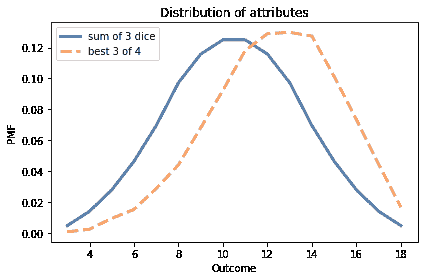 Distribution of attributes
sum of 3 dice
best 3 of 4
0.12
0.10
0.08
0.06
0.04
0.02
0.00
PMF
4 6 8 10 12 14 16 18
Outcome